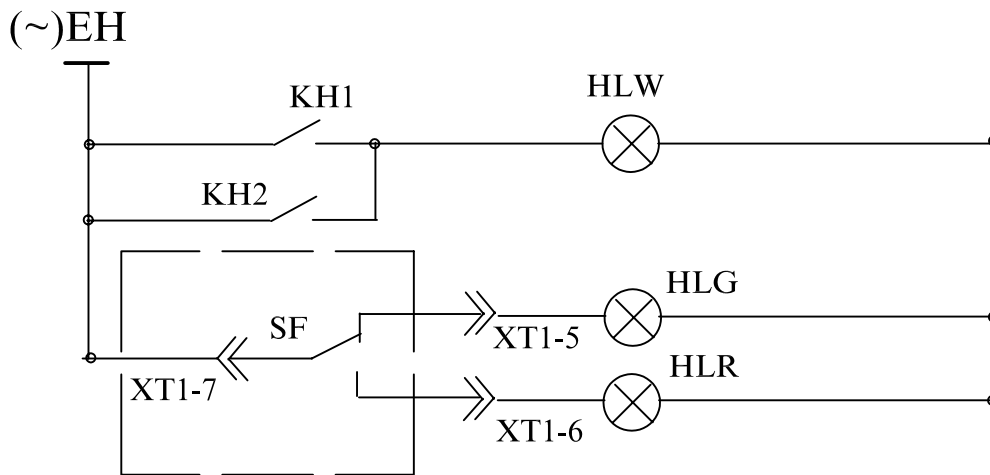 (~)EH
KH1
HLW
KH2
HLG
SF
XT1-5
XT1-7
HLR
XT1-6